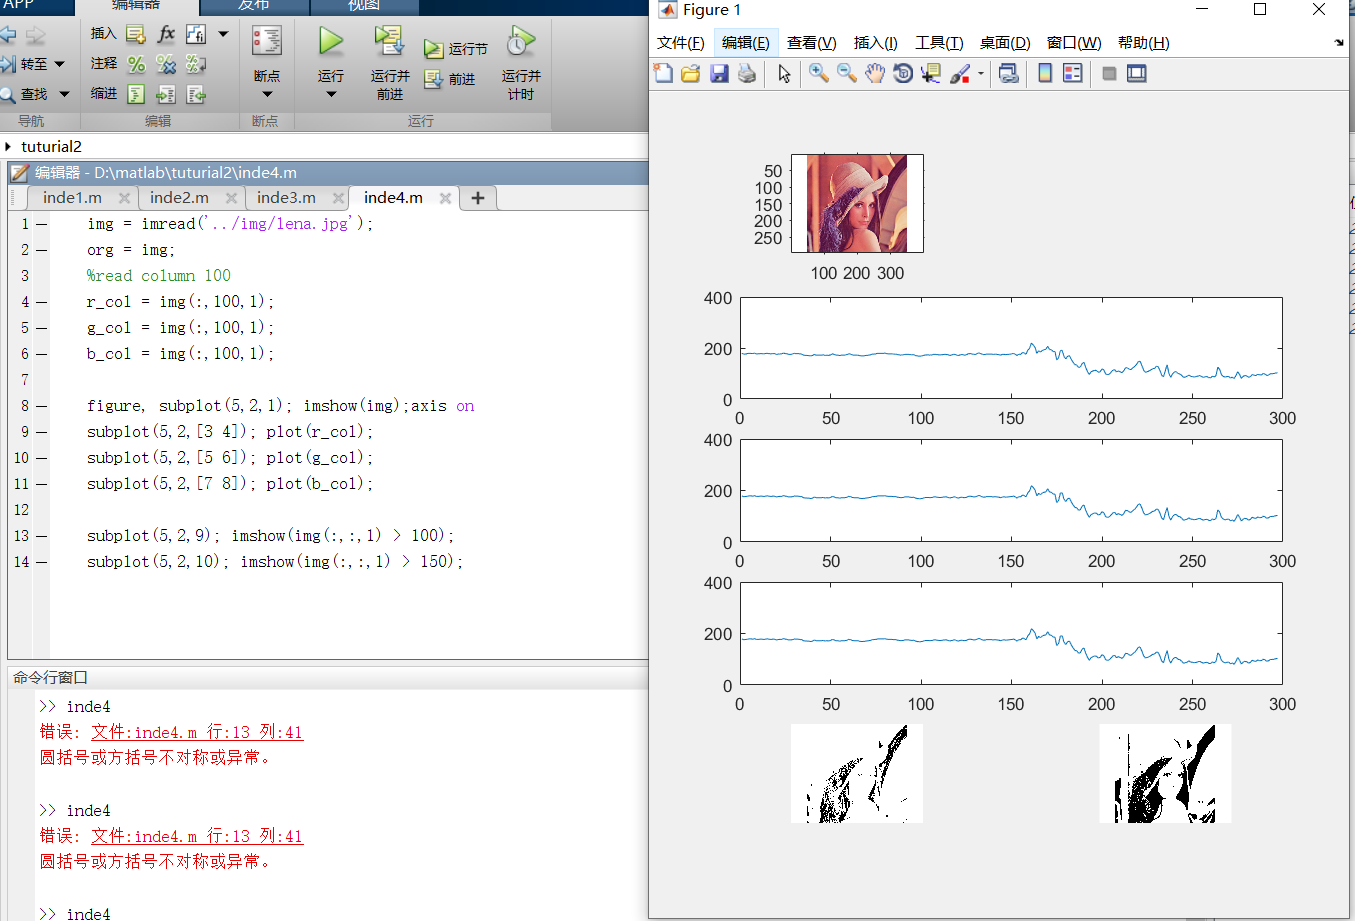 APP 编辑器 发布 视图
插入 fx fi
转至 注释 断点 运行 运行并 前进 运行节 前进 运行并 计时
查找 缩进
导航 编辑 断点 运行
tuturial2
编辑器 - D:\matlab\tuturial2\inde4.m
inde1.m inde2.m inde3.m inde4.m
1 img = imread('../img/lena.jpg');
2 org = img;
3 %read column 100
4 r_col = img(:,100,1);
5 g_col = img(:,100,1);
6 b_col = img(:,100,1);
7
8 figure, subplot(5,2,1); imshow(img);axis on
9 subplot(5,2,[3 4]); plot(r_col);
10 subplot(5,2,[5 6]); plot(g_col);
11 subplot(5,2,[7 8]); plot(b_col);
12
13 subplot(5,2,9); imshow(img(:,:,1) > 100);
14 subplot(5,2,10); imshow(img(:,:,1) > 150);
命令行窗口
>> inde4
错误: 文件:inde4.m 行:13 列:41
圆括号或方括号不对称或异常。
>> inde4
错误: 文件:inde4.m 行:13 列:41
圆括号或方括号不对称或异常。
>> inde4
Figure 1
文件(F) 编辑(E) 查看(V) 插入(I) 工具(T) 桌面(D) 窗口(W) 帮助(H)
50
100
150
200
250
100 200 300
400
200
0
0 50 100 150 200 250 300
400
200
0
0 50 100 150 200 250 300
400
200
0
0 50 100 150 200 250 300